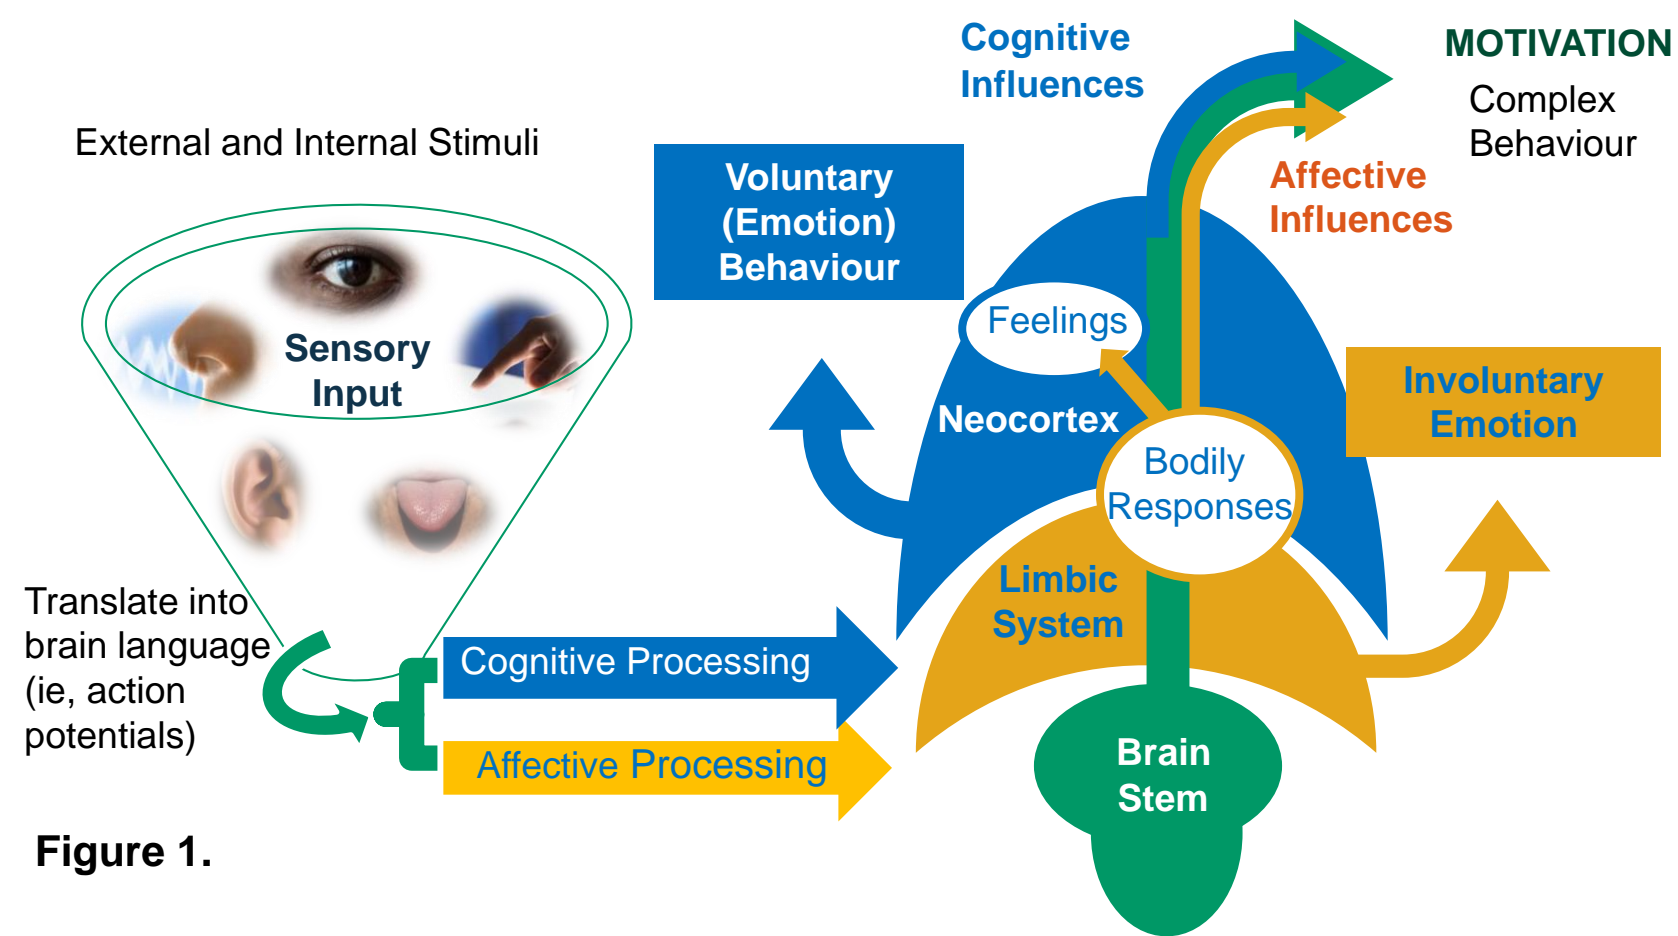 External and Internal Stimuli
Sensory
Input
Translate into
brain language
(ie, action
potentials)
Cognitive Processing
Affective Processing
Figure 1.
Cognitive
Influences
MOTIVATION
Complex
Behaviour
Affective
Influences
Voluntary
(Emotion)
Behaviour
Feelings
Neocortex
Bodily
Responses
Involuntary
Emotion
Limbic
System
Brain
Stem